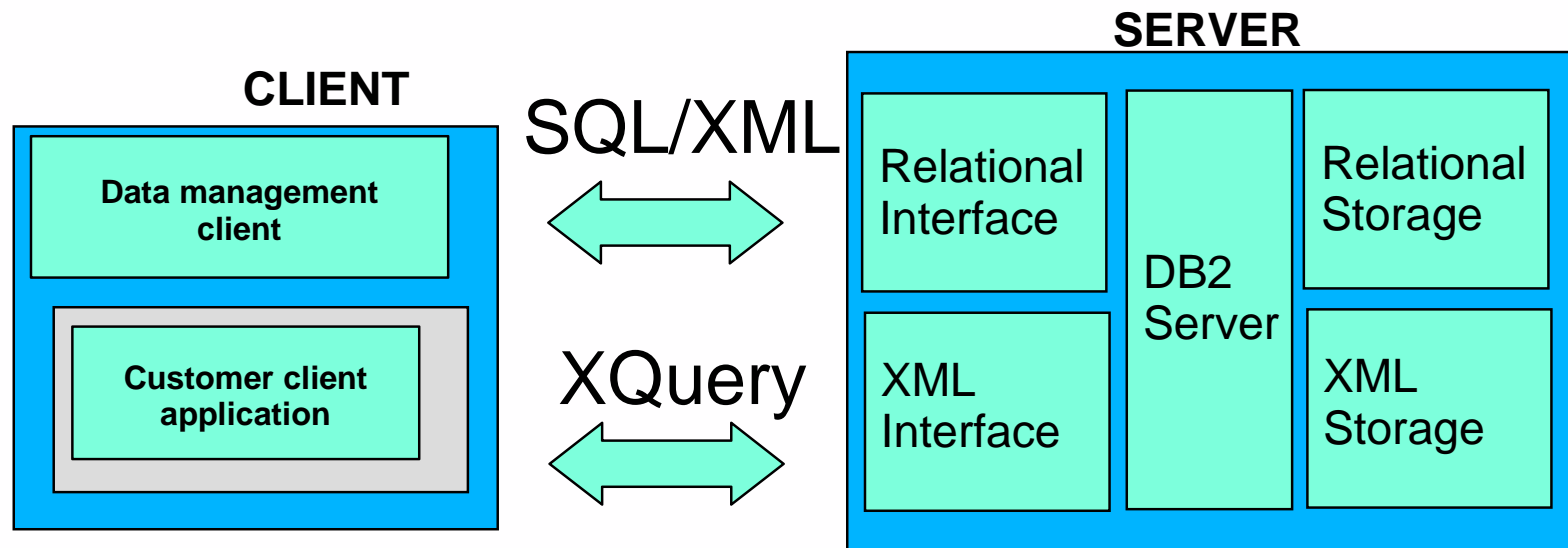 SERVER
CLIENT
Data management
client
Customer client
application
SQL/XML
XQuery
Relational
Interface
XML
Interface
DB2
Server
Relational
Storage
XML
Storage